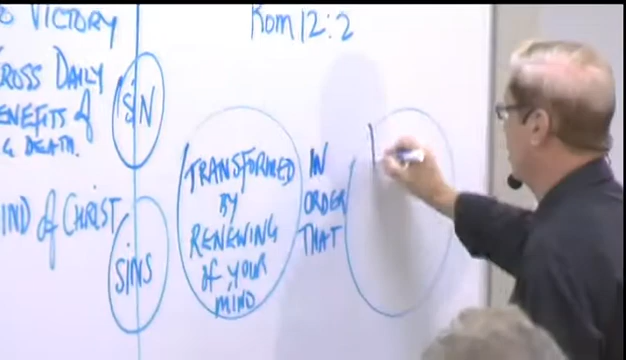 VICTORY
Rom 12:2
CROSS DAILY
BENEFITS of
DEATH.
SIN
MIND of CHRIST
SINS
TRANSFORMED
BY
RENEWING
of YOUR
MIND
IN
ORDER
THAT